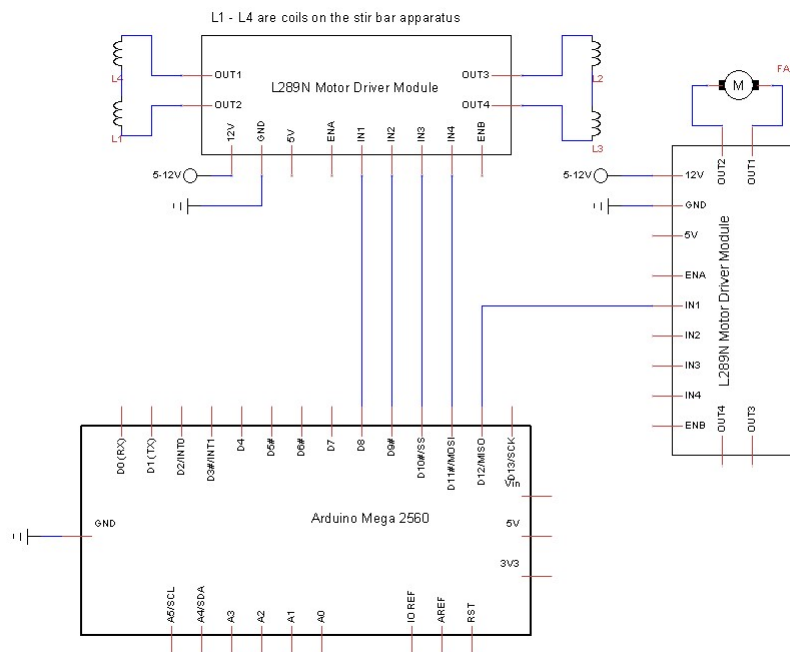 L1 - L4 are coils on the stir bar apparatus
L4
L1
OUT1
OUT2
L289N Motor Driver Module
OUT3
OUT4
L2
L3
12V
GND
5V
ENA
IN1
IN2
IN3
IN4
ENB
5-12V
FA
M
OUT2
OUT1
5-12V
12V
GND
5V
ENA
IN1
IN2
IN3
IN4
ENB
L289N Motor Driver Module
OUT4
OUT3
D0(RX)
D1(TX)
D2/INT0
D3#/INT1
D4
D5#
D6#
D7
D8
D9#
D10#/SS
D11#/MOSI
D12/MISO
D13/SCK
Vin
5V
3V3
GND
Arduino Mega 2560
A5/SCL
A4/SDA
A3
A2
A1
A0
IO REF
AREF
RST